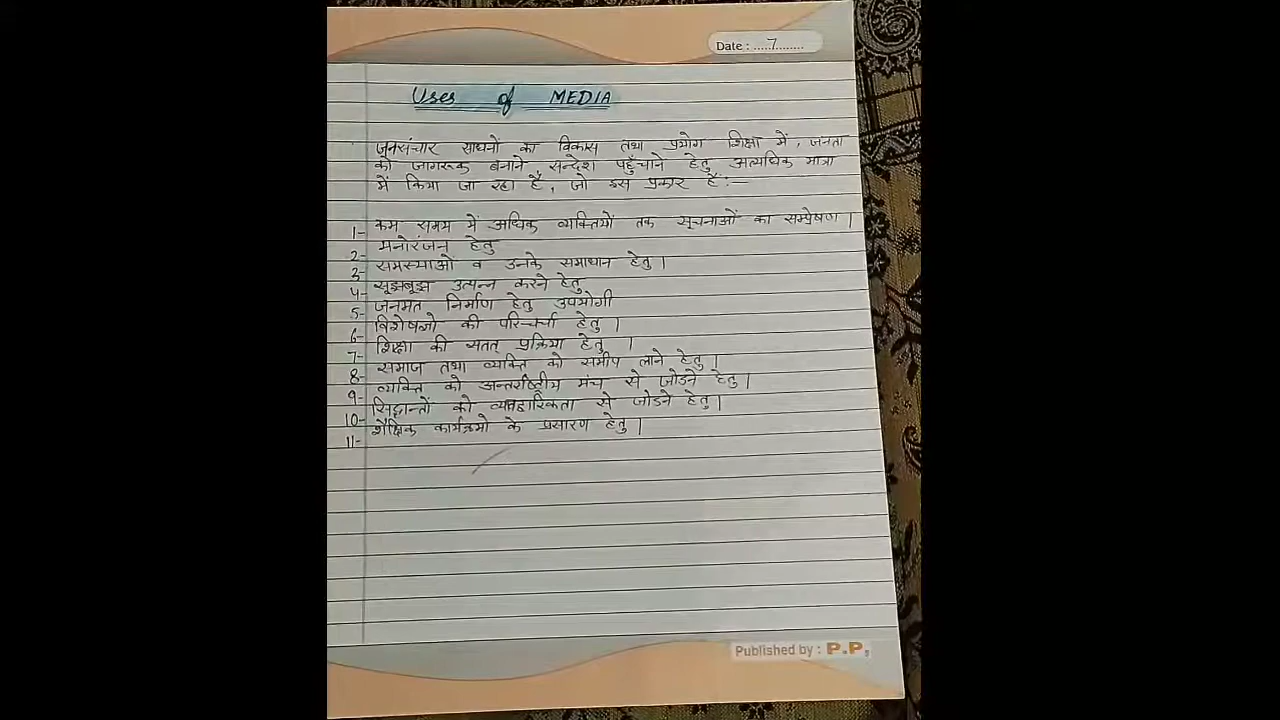 Date : .....7........
Uses of MEDIA
जनसंचार साधनों का विकास तथा प्रयोग शिक्षा में, जनता
को जागरूक बनाने सन्देश पहुँचाने हेतु अत्यधिक मात्रा
में किया जा रहा है, जो इस प्रकार हैं:—
1- कम समय में अधिक व्यक्तियों तक सूचनाओं का सम्प्रेषण।
2- मनोरंजन हेतु
3- समस्याओं व उनके समाधान हेतु।
4- सूझबूझ उत्पन्न करने हेतु
5- जनमत निर्माण हेतु उपयोगी
6- विशेषज्ञो की परिचर्चा हेतु।
7- शिक्षा की सतत् प्रक्रिया हेतु ।
8- समाज तथा व्यक्ति को समीप लाने हेतु।
9- व्यक्ति को अन्तर्राष्ट्रीय मंच से जोडने हेतु।
10- सिद्धान्तों को व्यवहारिकता से जोडने हेतु।
11- शैक्षिक कार्यक्रमो के प्रसारण हेतु।
Published by : P.P.